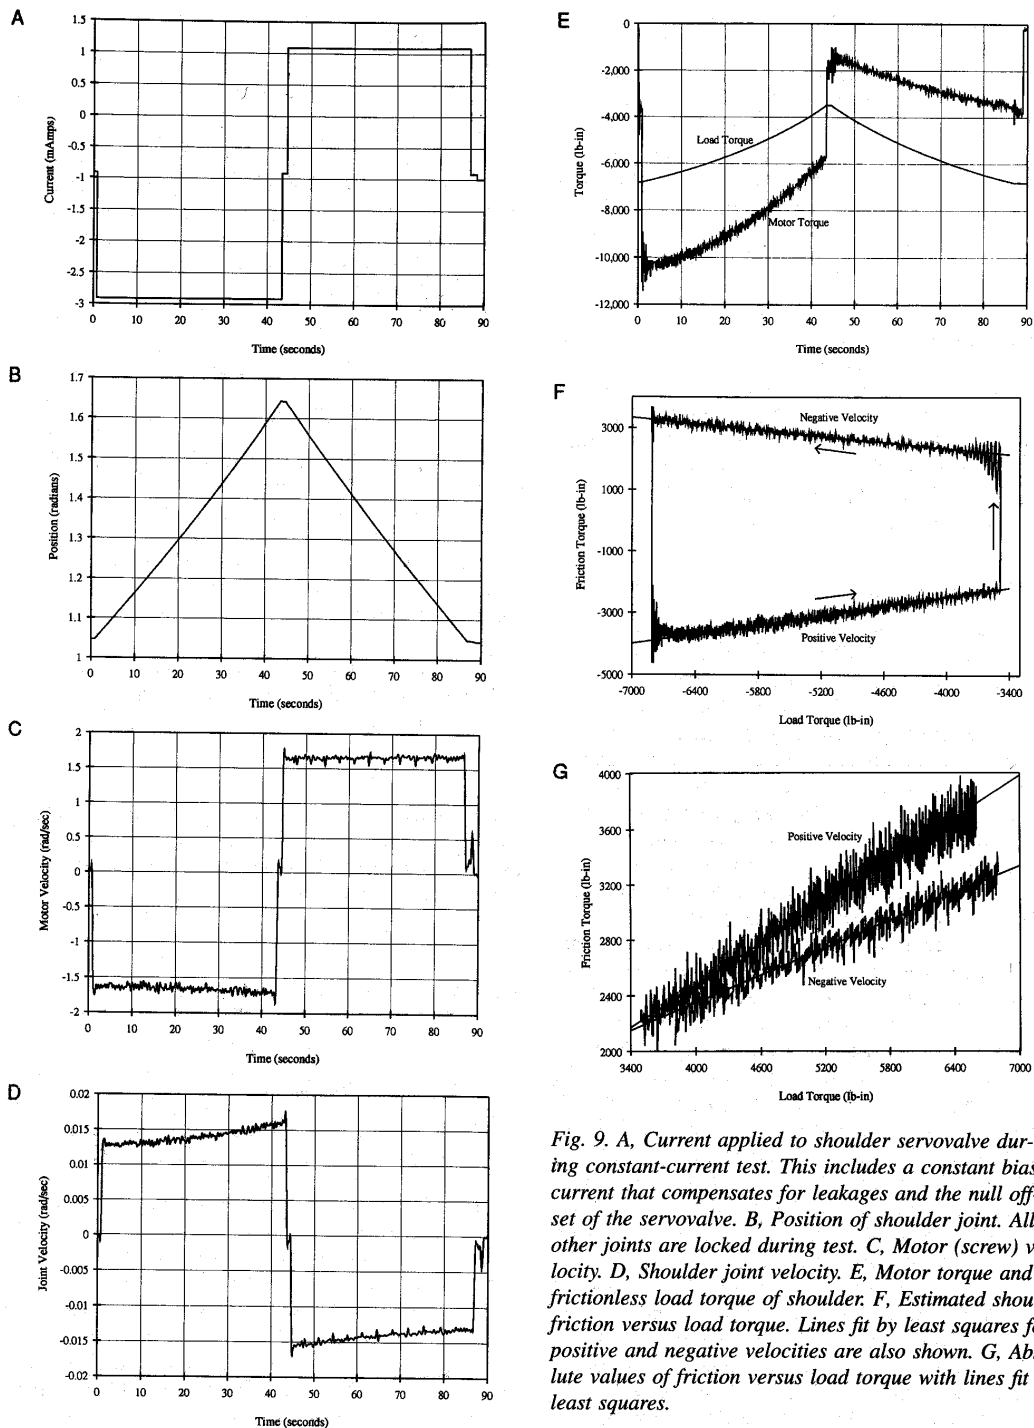 A
1.5
1
0.5
0
-0.5
-1
-1.5
-2
-2.5
-3
Current (mAmps)
0 10 20 30 40 50 60 70 80 90
Time (seconds)
B
1.7
1.6
1.5
1.4
1.3
1.2
1.1
1
Position (radians)
0 10 20 30 40 50 60 70 80 90
Time (seconds)
C
2
1.5
1
0.5
0
-0.5
-1
-1.5
-2
Motor Velocity (rad/sec)
0 10 20 30 40 50 60 70 80 90
Time (seconds)
D
0.02
0.015
0.01
0.005
0
-0.005
-0.01
-0.015
-0.02
Joint Velocity (rad/sec)
0 10 20 30 40 50 60 70 80 90
Time (seconds)
E
0
-2,000
-4,000
-6,000
-8,000
-10,000
-12,000
Torque (lb-in)
Load Torque
Motor Torque
0 10 20 30 40 50 60 70 80 90
Time (seconds)
F
3000
1000
-1000
-3000
-5000
Friction Torque (lb-in)
Negative Velocity
Positive Velocity
-7000 -6400 -5800 -5200 -4600 -4000 -3400
Load Torque (lb-in)
G
4000
3600
3200
2800
2400
2000
Friction Torque (lb-in)
Positive Velocity
Negative Velocity
3400 4000 4600 5200 5800 6400 7000
Load Torque (lb-in)
Fig. 9. A, Current applied to shoulder servovalve dur-
ing constant-current test. This includes a constant bias
current that compensates for leakages and the null off-
set of the servovalve. B, Position of shoulder joint. All
other joints are locked during test. C, Motor (screw) v
locity. D, Shoulder joint velocity. E, Motor torque and
frictionless load torque of shoulder. F, Estimated shou
friction versus load torque. Lines fit by least squares f
positive and negative velocities are also shown. G, Ab
lute values of friction versus load torque with lines fit
least squares.